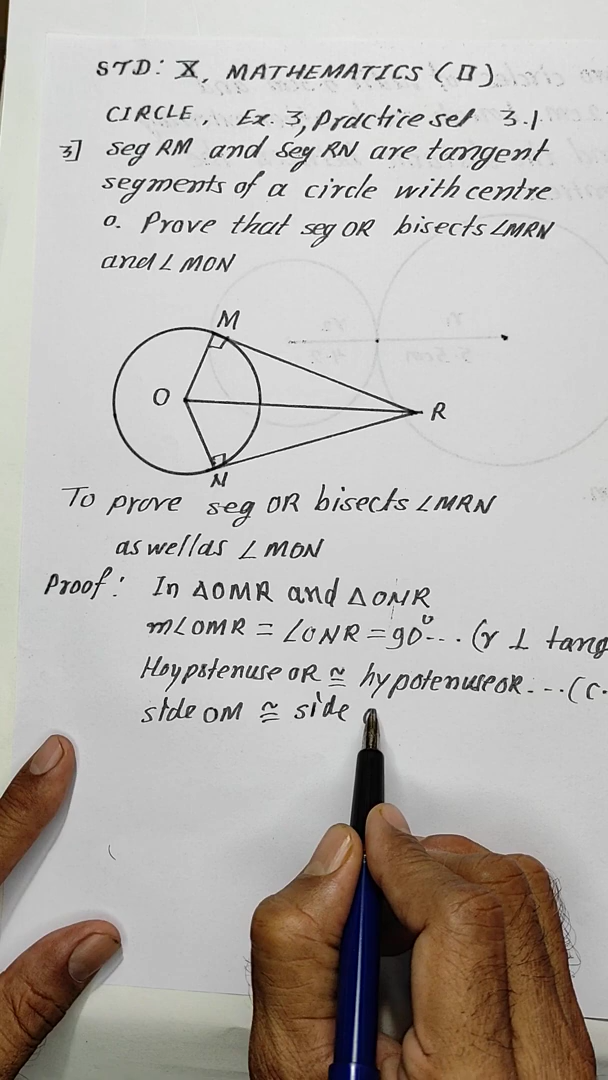 STD: X, MATHEMATICS (II)
CIRCLE, Ex. 3, Practice set 3.1
3] seg RM and seg RN are tangent
segments of a circle with centre
O. Prove that seg OR bisects ∠MRN
and ∠MON
M
O
R
N
To prove seg OR bisects ∠MRN
as well as ∠MON
Proof: In △OMR and △ONR
m∠OMR = ∠ONR = 90° ... (r ⊥ tang
Hoypotenuse OR ≅ hypotenuse OR. ... (C.
side OM ≅ side